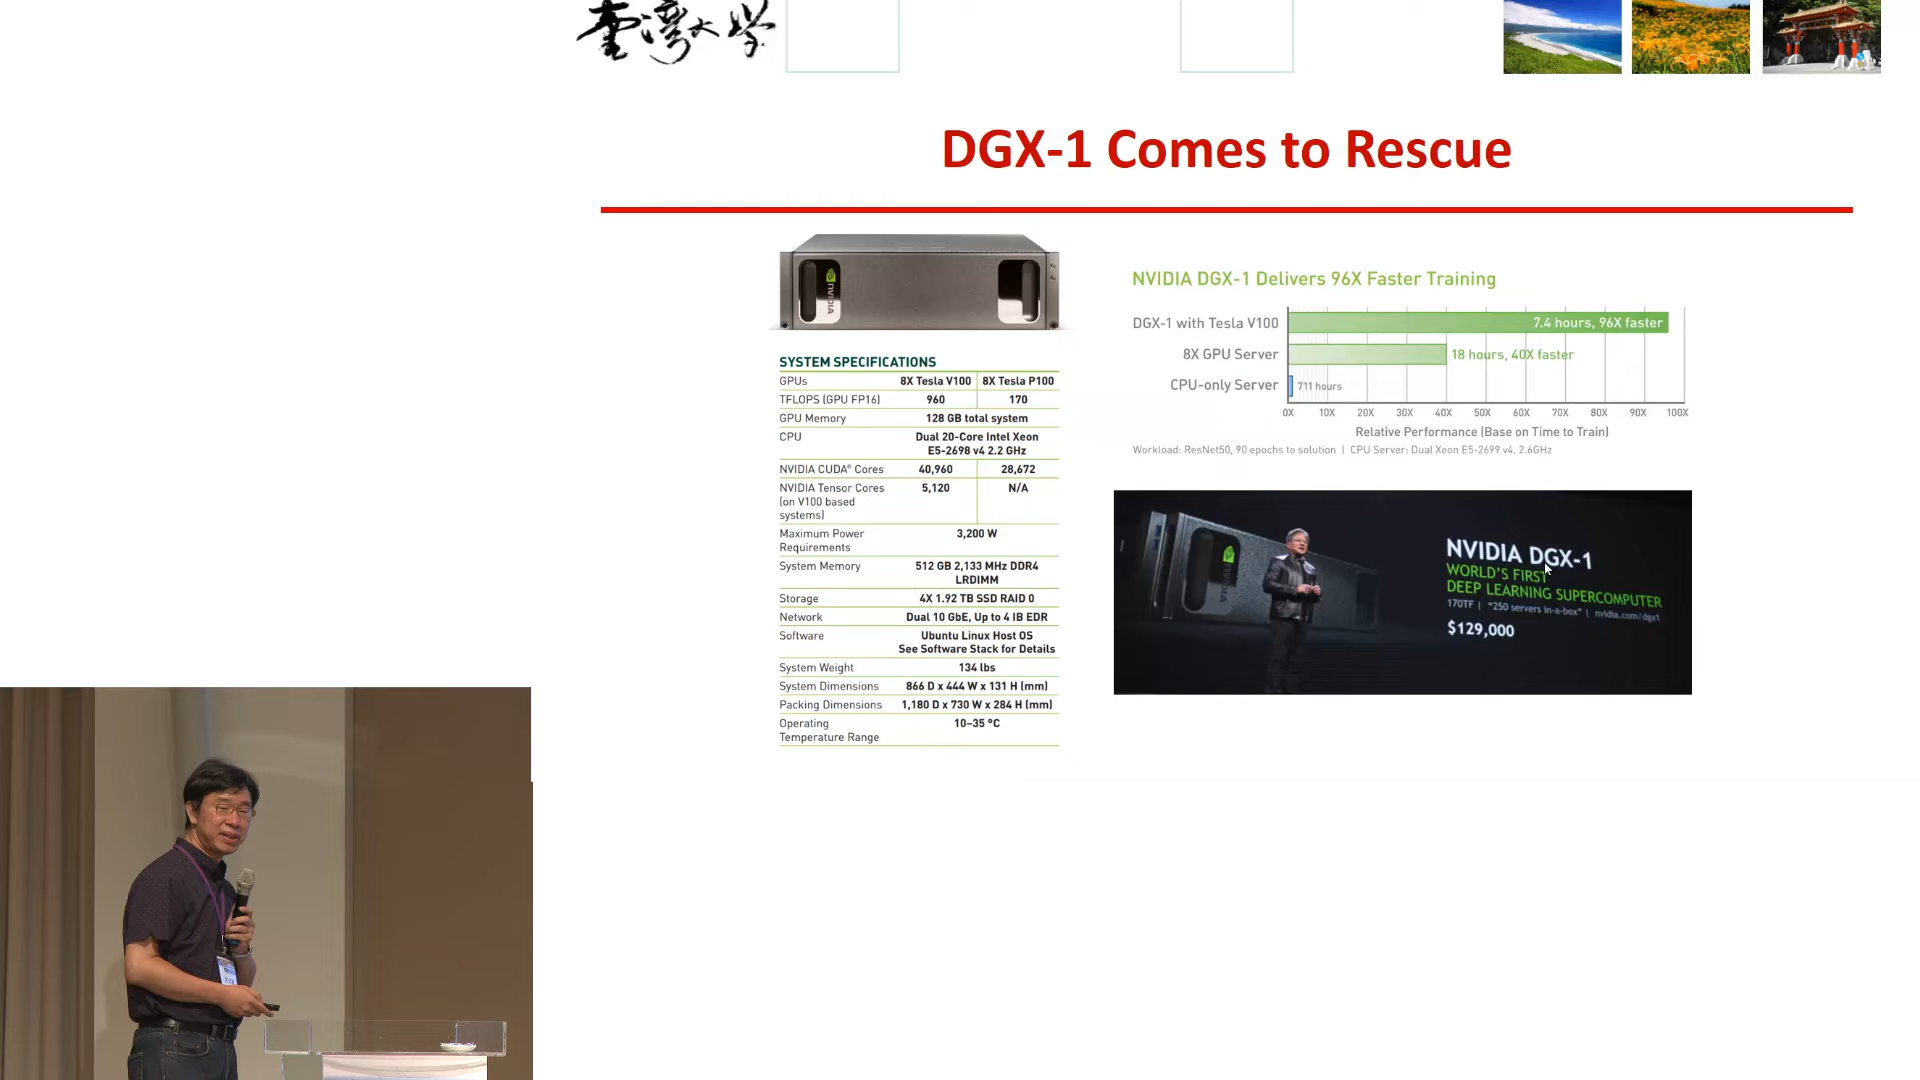 臺灣大學
DGX-1 Comes to Rescue
NVIDIA
SYSTEM SPECIFICATIONS
GPUs 8X Tesla V100 8X Tesla P100
TFLOPS (GPU FP16) 960 170
GPU Memory 128 GB total system
CPU Dual 20-Core Intel Xeon
E5-2698 v4 2.2 GHz
NVIDIA CUDA® Cores 40,960 28,672
NVIDIA Tensor Cores 5,120 N/A
(on V100 based
systems)
Maximum Power 3,200 W
Requirements
System Memory 512 GB 2,133 MHz DDR4
LRDIMM
Storage 4X 1.92 TB SSD RAID 0
Network Dual 10 GbE, Up to 4 IB EDR
Software Ubuntu Linux Host OS
See Software Stack for Details
System Weight 134 lbs
System Dimensions 866 D x 444 W x 131 H (mm)
Packing Dimensions 1,180 D x 730 W x 284 H (mm)
Operating 10–35 °C
Temperature Range
NVIDIA DGX-1 Delivers 96X Faster Training
DGX-1 with Tesla V100 7.4 hours, 96X faster
8X GPU Server 18 hours, 40X faster
CPU-only Server 711 hours
0X 10X 20X 30X 40X 50X 60X 70X 80X 90X 100X
Relative Performance (Base on Time to Train)
Workload: ResNet50, 90 epochs to solution | CPU Server: Dual Xeon E5-2699 v4, 2.6GHz
NVIDIA
NVIDIA DGX-1
WORLD'S FIRST
DEEP LEARNING SUPERCOMPUTER
170TF | "250 servers in-a-box" | nvidia.com/dgx1
$129,000